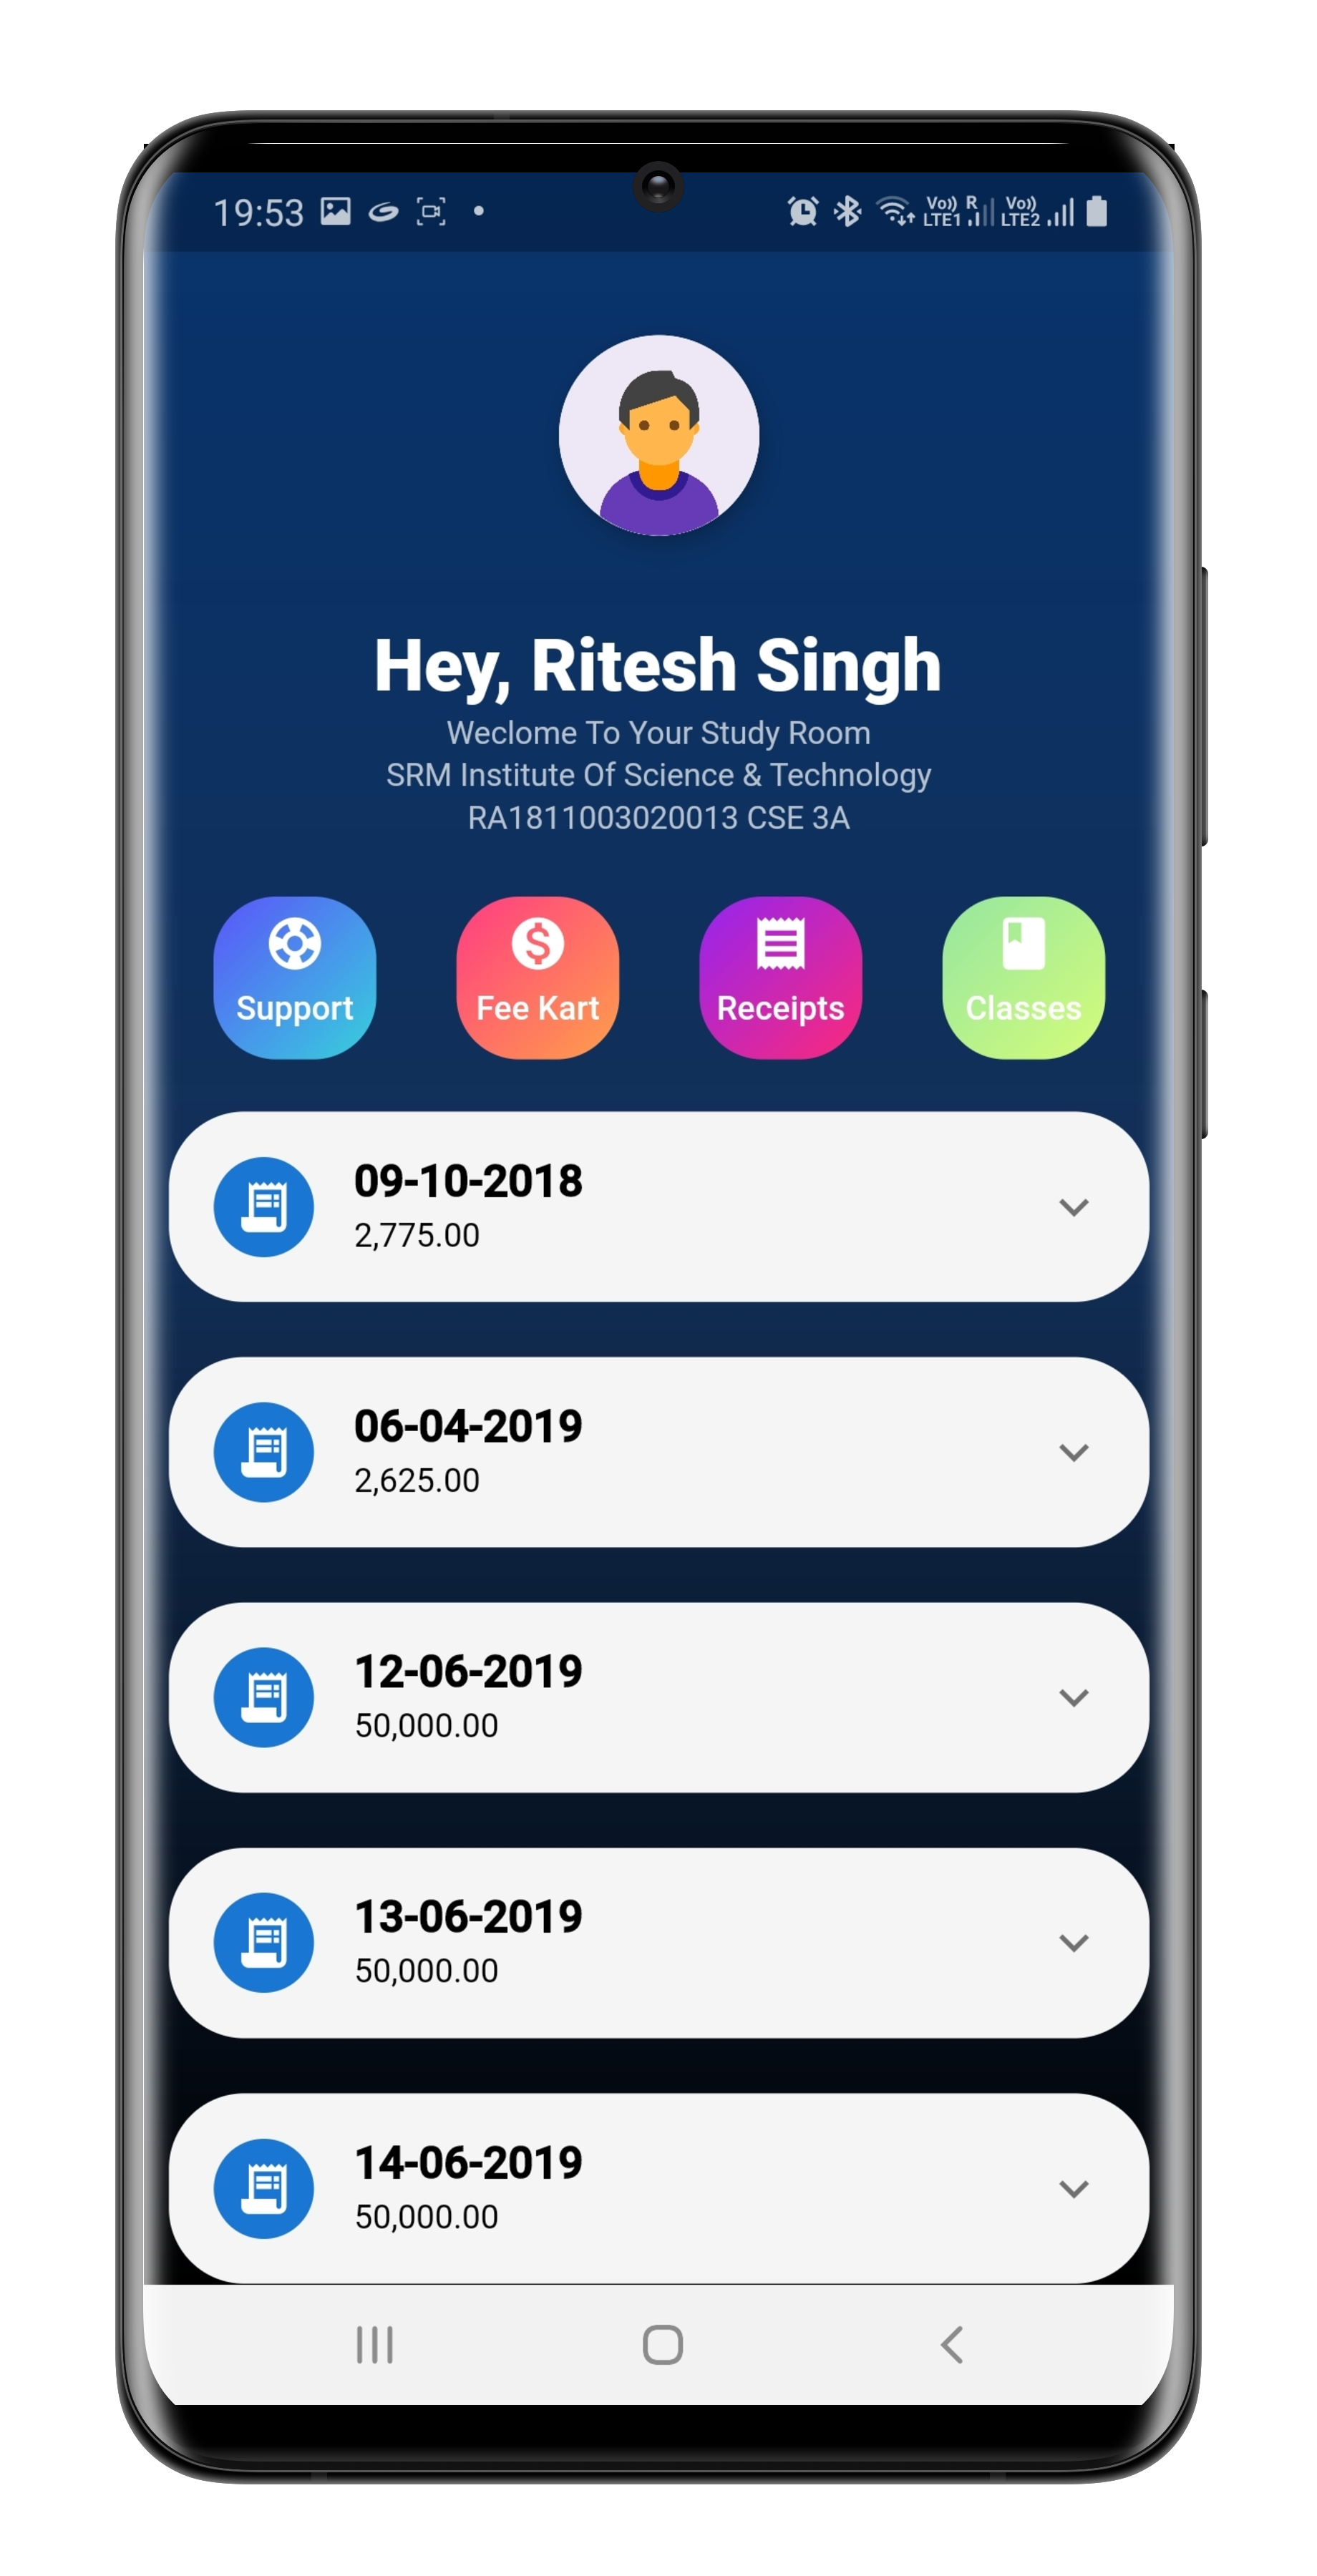 19:53 Vo)) LTE1 R Vo)) LTE2
Hey, Ritesh Singh
Weclome To Your Study Room
SRM Institute Of Science & Technology
RA1811003020013 CSE 3A
Support Fee Kart Receipts Classes
09-10-2018
2,775.00
06-04-2019
2,625.00
12-06-2019
50,000.00
13-06-2019
50,000.00
14-06-2019
50,000.00